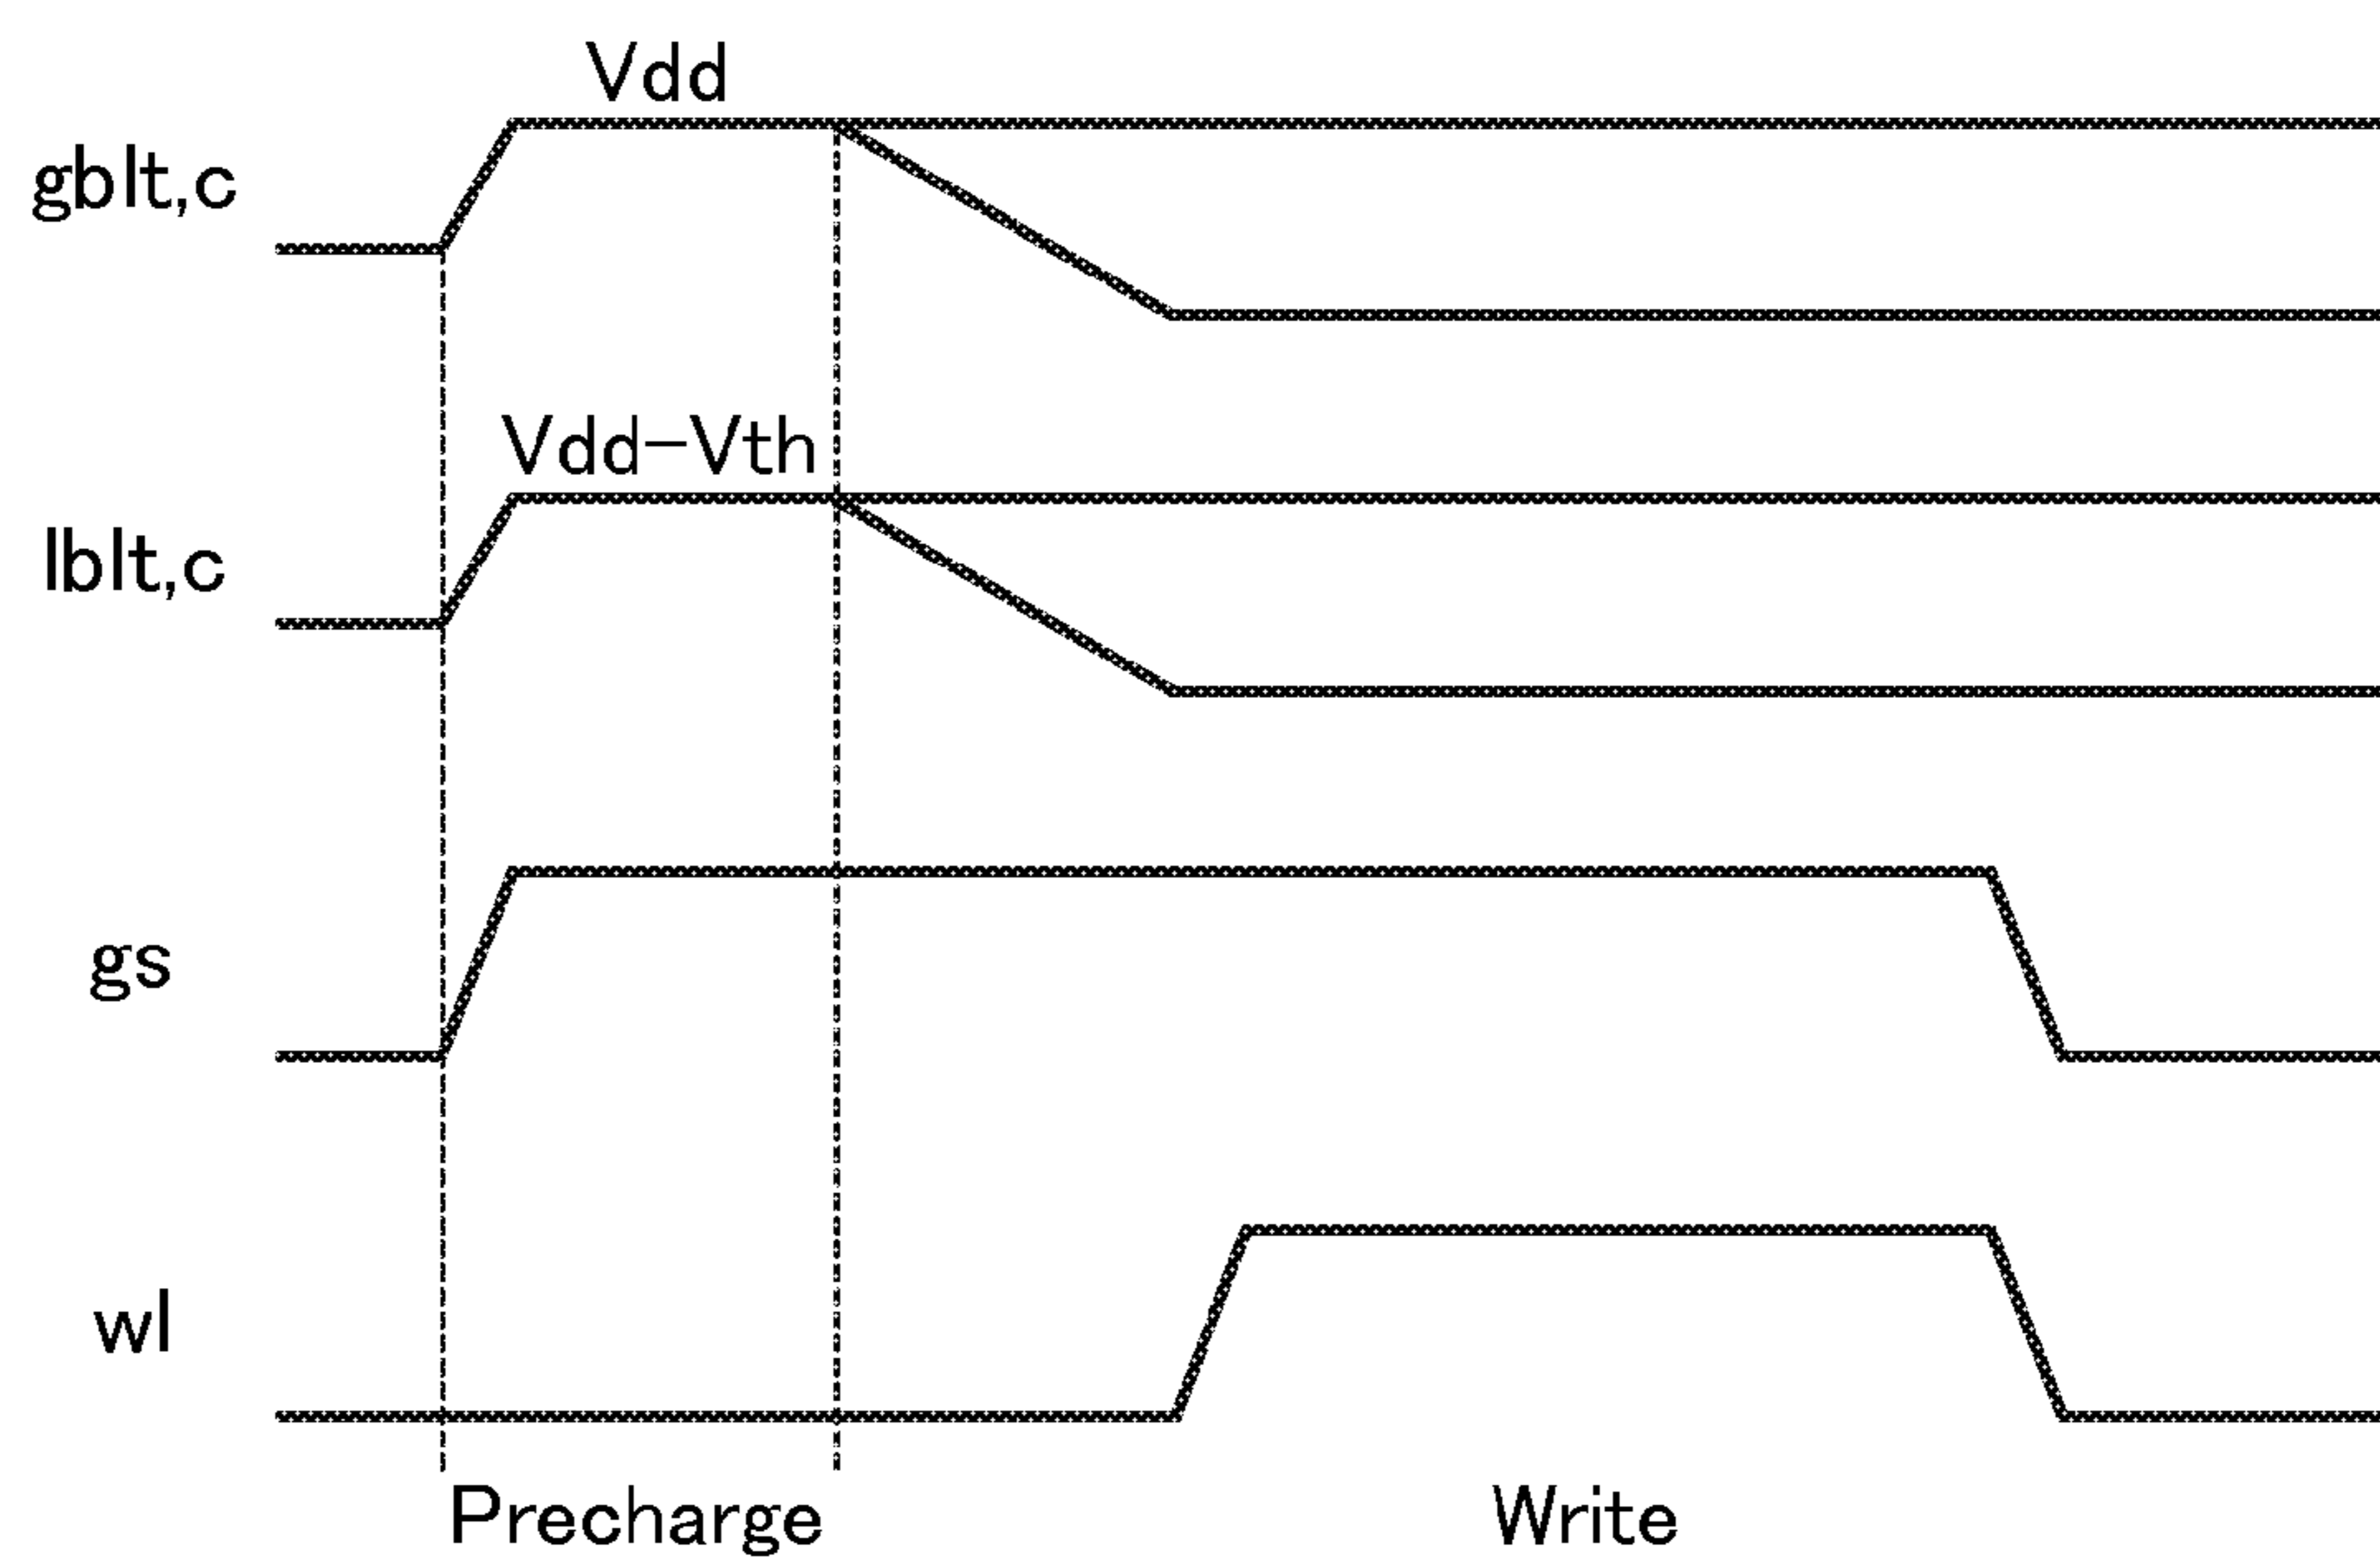 Vdd
gblt,c
Vdd-Vth
lblt,c
gs
wl
Precharge
Write